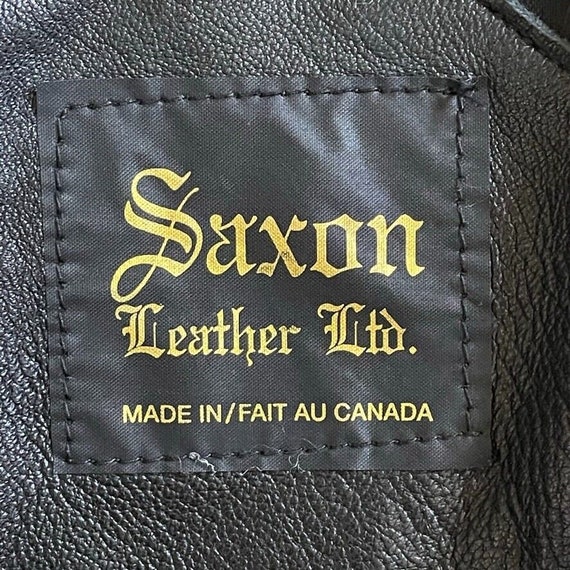 Saxon
Leather Ltd.
MADE IN/FAIT AU CANADA